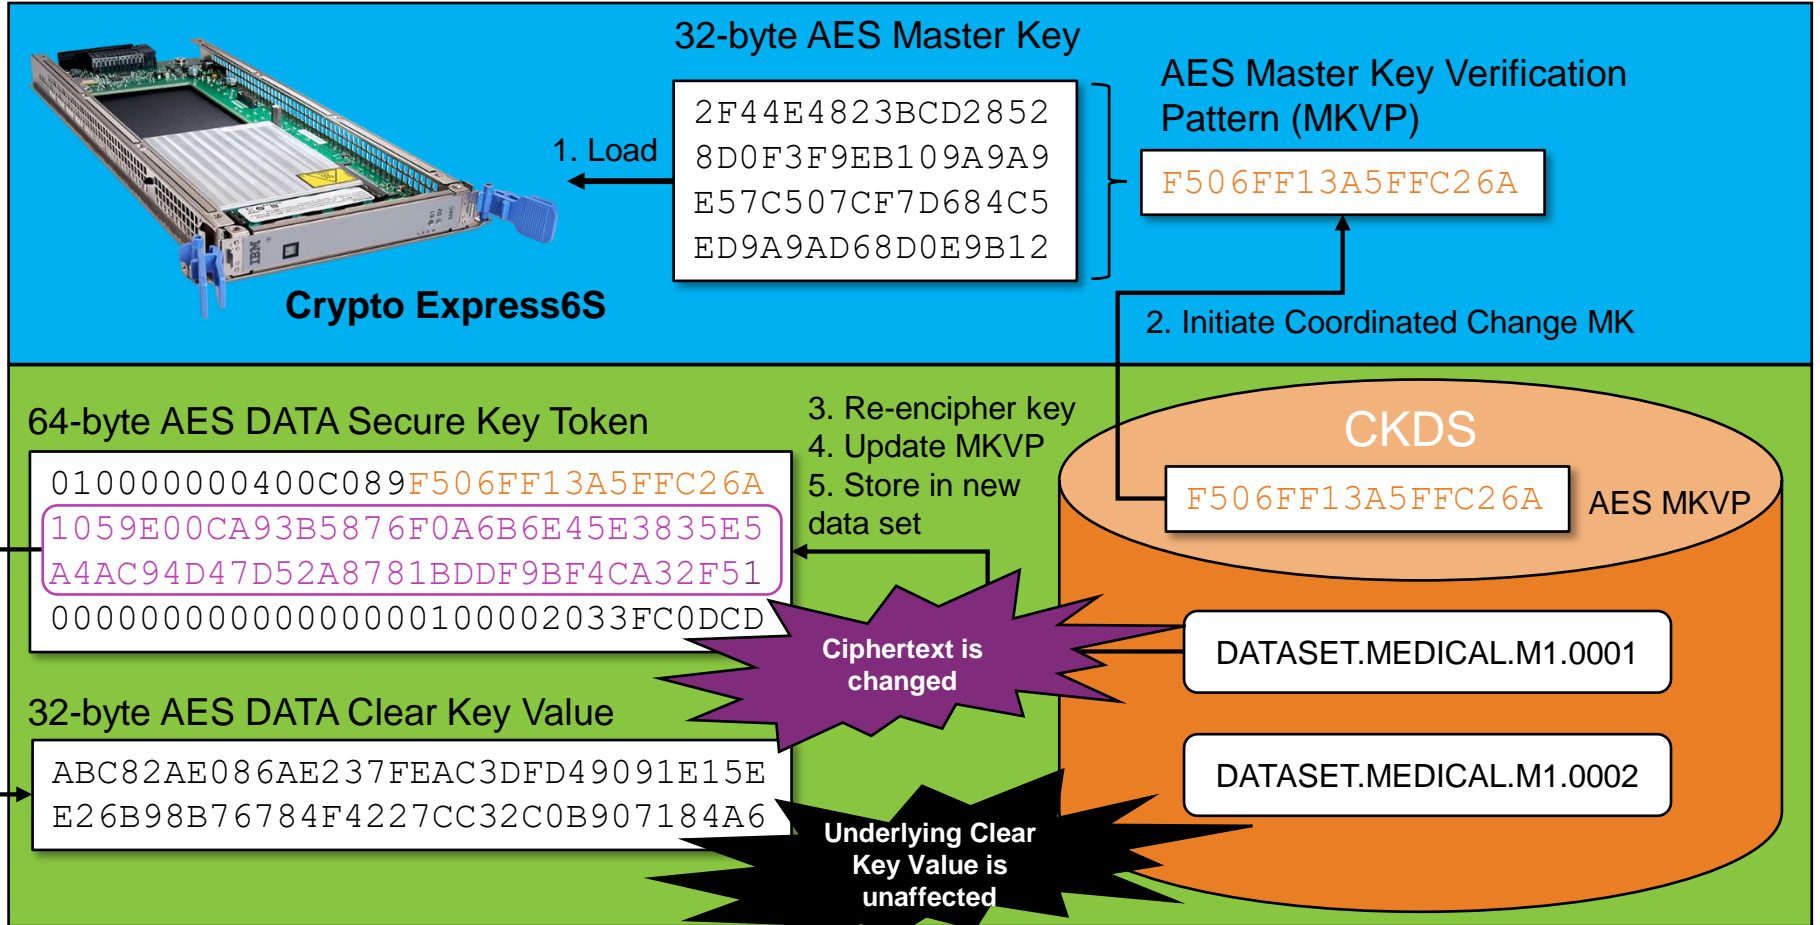 32-byte AES Master Key
2F44E4823BCD2852
8D0F3F9EB109A9A9
E57C507CF7D684C5
ED9A9AD68D0E9B12
1. Load
AES Master Key Verification
Pattern (MKVP)
F506FF13A5FFC26A
IBM
Crypto Express6S
2. Initiate Coordinated Change MK
64-byte AES DATA Secure Key Token
010000000400C089F506FF13A5FFC26A
1059E00CA93B5876F0A6B6E45E3835E5
A4AC94D47D52A8781BDDF9BF4CA32F51
00000000000000000100002033FC0DCD
3. Re-encipher key
4. Update MKVP
5. Store in new
data set
CKDS
F506FF13A5FFC26A
AES MKVP
Ciphertext is
changed
DATASET.MEDICAL.M1.0001
DATASET.MEDICAL.M1.0002
32-byte AES DATA Clear Key Value
ABC82AE086AE237FEAC3DFD49091E15E
E26B98B76784F4227CC32C0B907184A6
Underlying Clear
Key Value is
unaffected